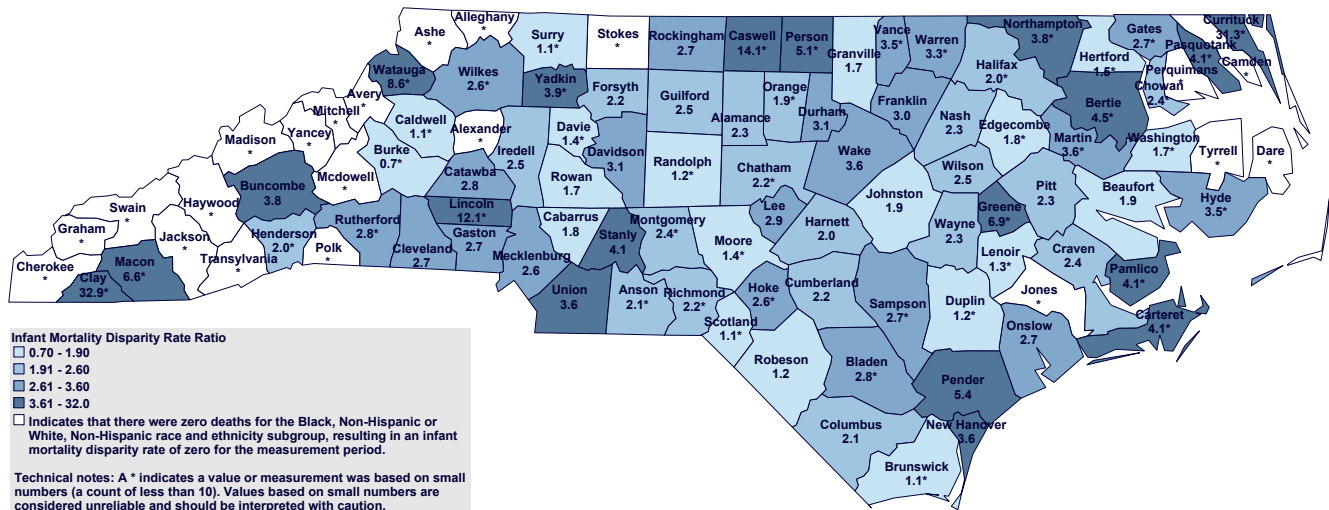 Ashe
*
Alleghany
*
Surry
1.1*
Stokes
*
Rockingham
2.7
Caswell
14.1*
Person
5.1*
Granville
1.7
Vance
3.5*
Warren
3.3*
Northampton
3.8*
Halifax
2.0*
Hertford
1.5*
Gates
2.7*
Currituck
31.3*
Pasquotank
4.1*
Camden
*
Perquimans
*
Chowan
2.4*
Watauga
8.6*
Wilkes
2.6*
Yadkin
3.9*
Forsyth
2.2
Guilford
2.5
Alamance
2.3
Orange
1.9*
Durham
3.1
Franklin
3.0
Nash
2.3
Edgecombe
1.8*
Bertie
4.5*
Martin
3.6*
Washington
1.7*
Tyrrell
*
Dare
*
Avery
*
Mitchell
*
Yancey
*
Madison
*
Caldwell
1.1*
Alexander
*
Davie
1.4*
Iredell
2.5
Davidson
3.1
Randolph
1.2*
Chatham
2.2*
Wake
3.6
Wilson
2.5
Pitt
2.3
Beaufort
1.9
Hyde
3.5*
Burke
0.7*
Mcdowell
*
Buncombe
3.8
Haywood
*
Swain
*
Graham
*
Cherokee
*
Clay
32.9*
Macon
6.6*
Jackson
*
Transylvania
*
Henderson
2.0*
Polk
*
Rutherford
2.8*
Cleveland
2.7
Catawba
2.8
Lincoln
12.1*
Gaston
2.7
Rowan
1.7
Cabarrus
1.8
Mecklenburg
2.6
Stanly
4.1
Montgomery
2.4*
Moore
1.4*
Lee
2.9
Harnett
2.0
Johnston
1.9
Wayne
2.3
Greene
6.9*
Lenoir
1.3*
Craven
2.4
Pamlico
4.1*
Jones
*
Carteret
4.1*
Onslow
2.7
Duplin
1.2*
Sampson
2.7*
Cumberland
2.2
Hoke
2.6*
Scotland
1.1*
Richmond
2.2*
Anson
2.1*
Union
3.6
Robeson
1.2
Bladen
2.8*
Pender
5.4
New Hanover
3.6
Columbus
2.1
Brunswick
1.1*
Infant Mortality Disparity Rate Ratio
0.70 - 1.90
1.91 - 2.60
2.61 - 3.60
3.61 - 32.0
Indicates that there were zero deaths for the Black, Non-Hispanic or
White, Non-Hispanic race and ethnicity subgroup, resulting in an infant
mortality disparity rate of zero for the measurement period.
Technical notes: A * indicates a value or measurement was based on small
numbers (a count of less than 10). Values based on small numbers are
considered unreliable and should be interpreted with caution.